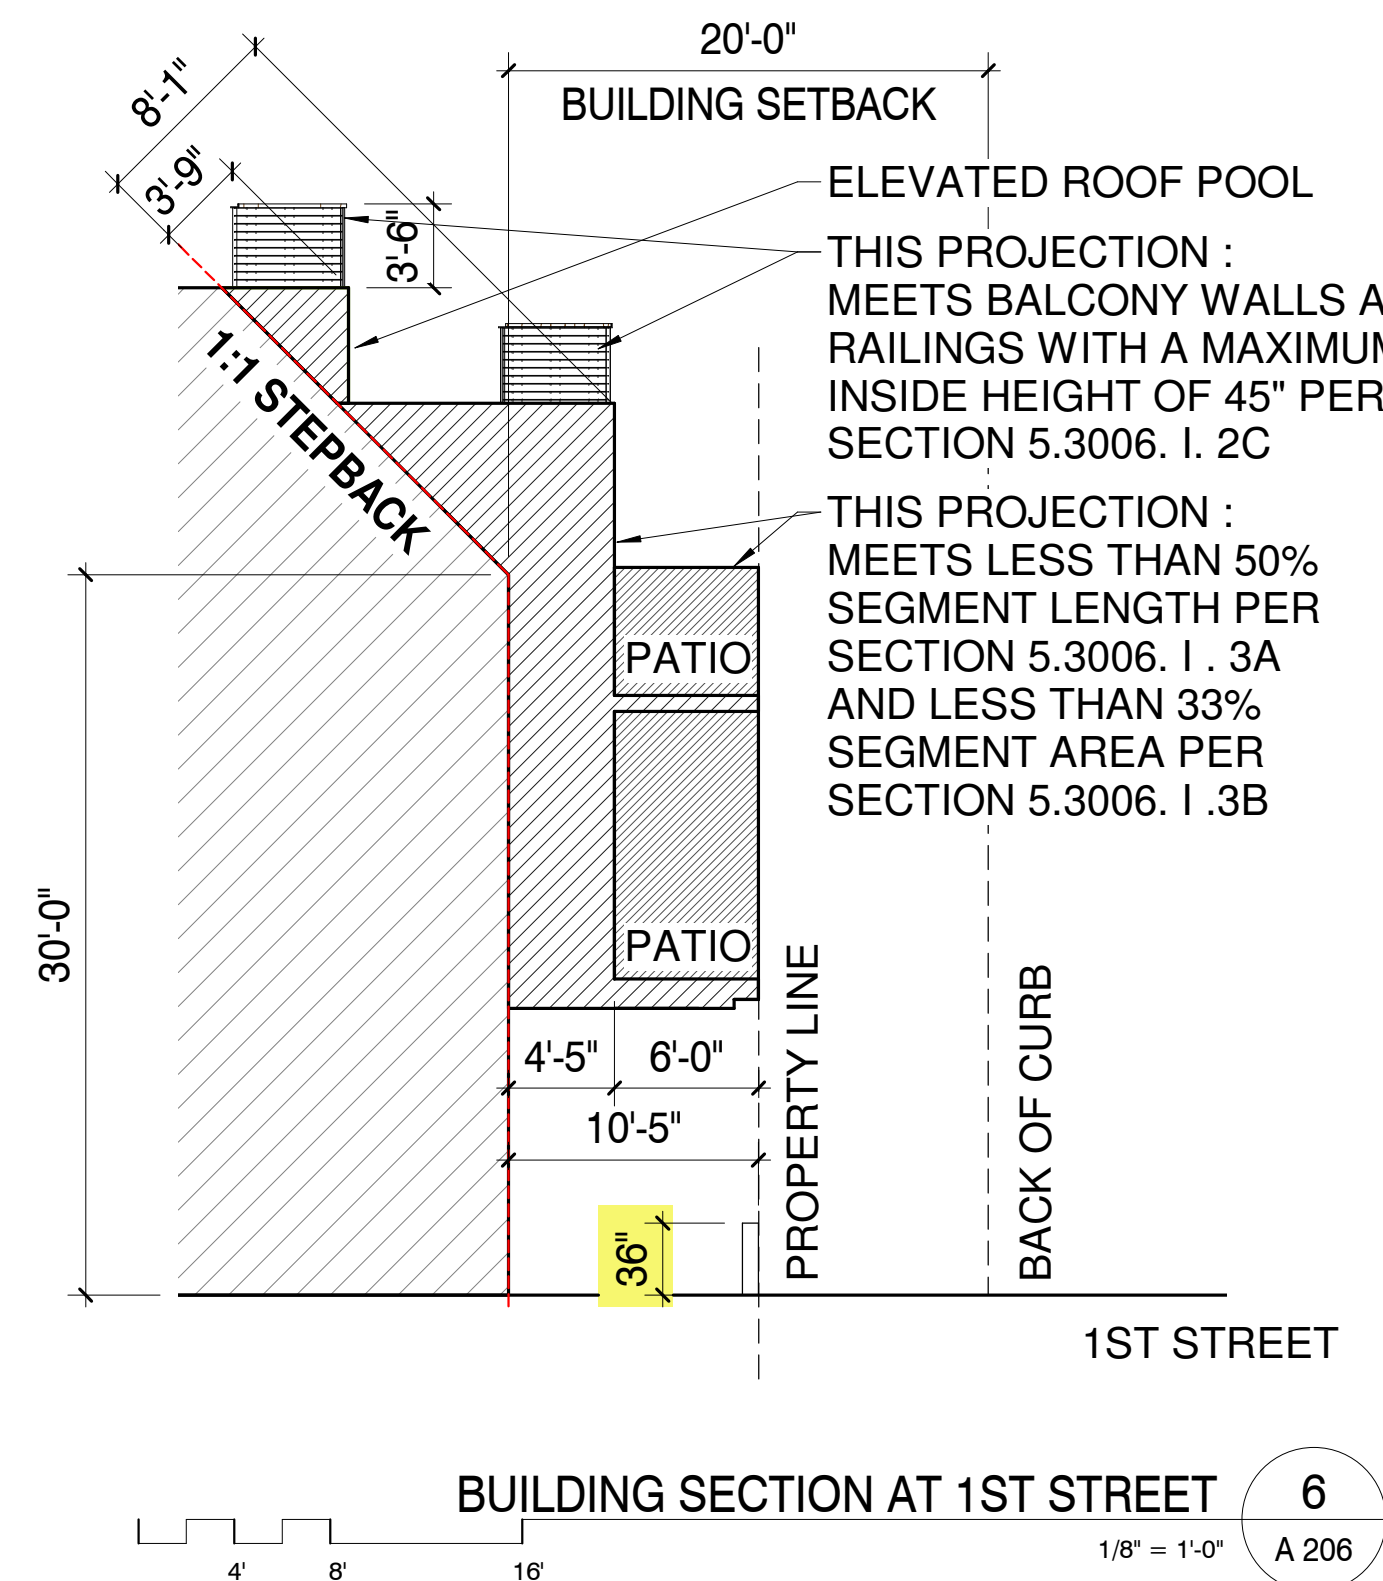 20'-0"
BUILDING SETBACK
8'-1"
3'-9"
3'-6"
ELEVATED ROOF POOL
THIS PROJECTION :
MEETS BALCONY WALLS A
RAILINGS WITH A MAXIMUM
INSIDE HEIGHT OF 45" PER
SECTION 5.3006. I. 2C
1:1 STEPBACK
THIS PROJECTION :
MEETS LESS THAN 50%
SEGMENT LENGTH PER
SECTION 5.3006. I . 3A
AND LESS THAN 33%
SEGMENT AREA PER
SECTION 5.3006. I .3B
PATIO
PATIO
30'-0"
4'-5"
6'-0"
10'-5"
PROPERTY LINE
BACK OF CURB
36"
1ST STREET
BUILDING SECTION AT 1ST STREET
6
1/8" = 1'-0"
A 206
4'
8'
16'